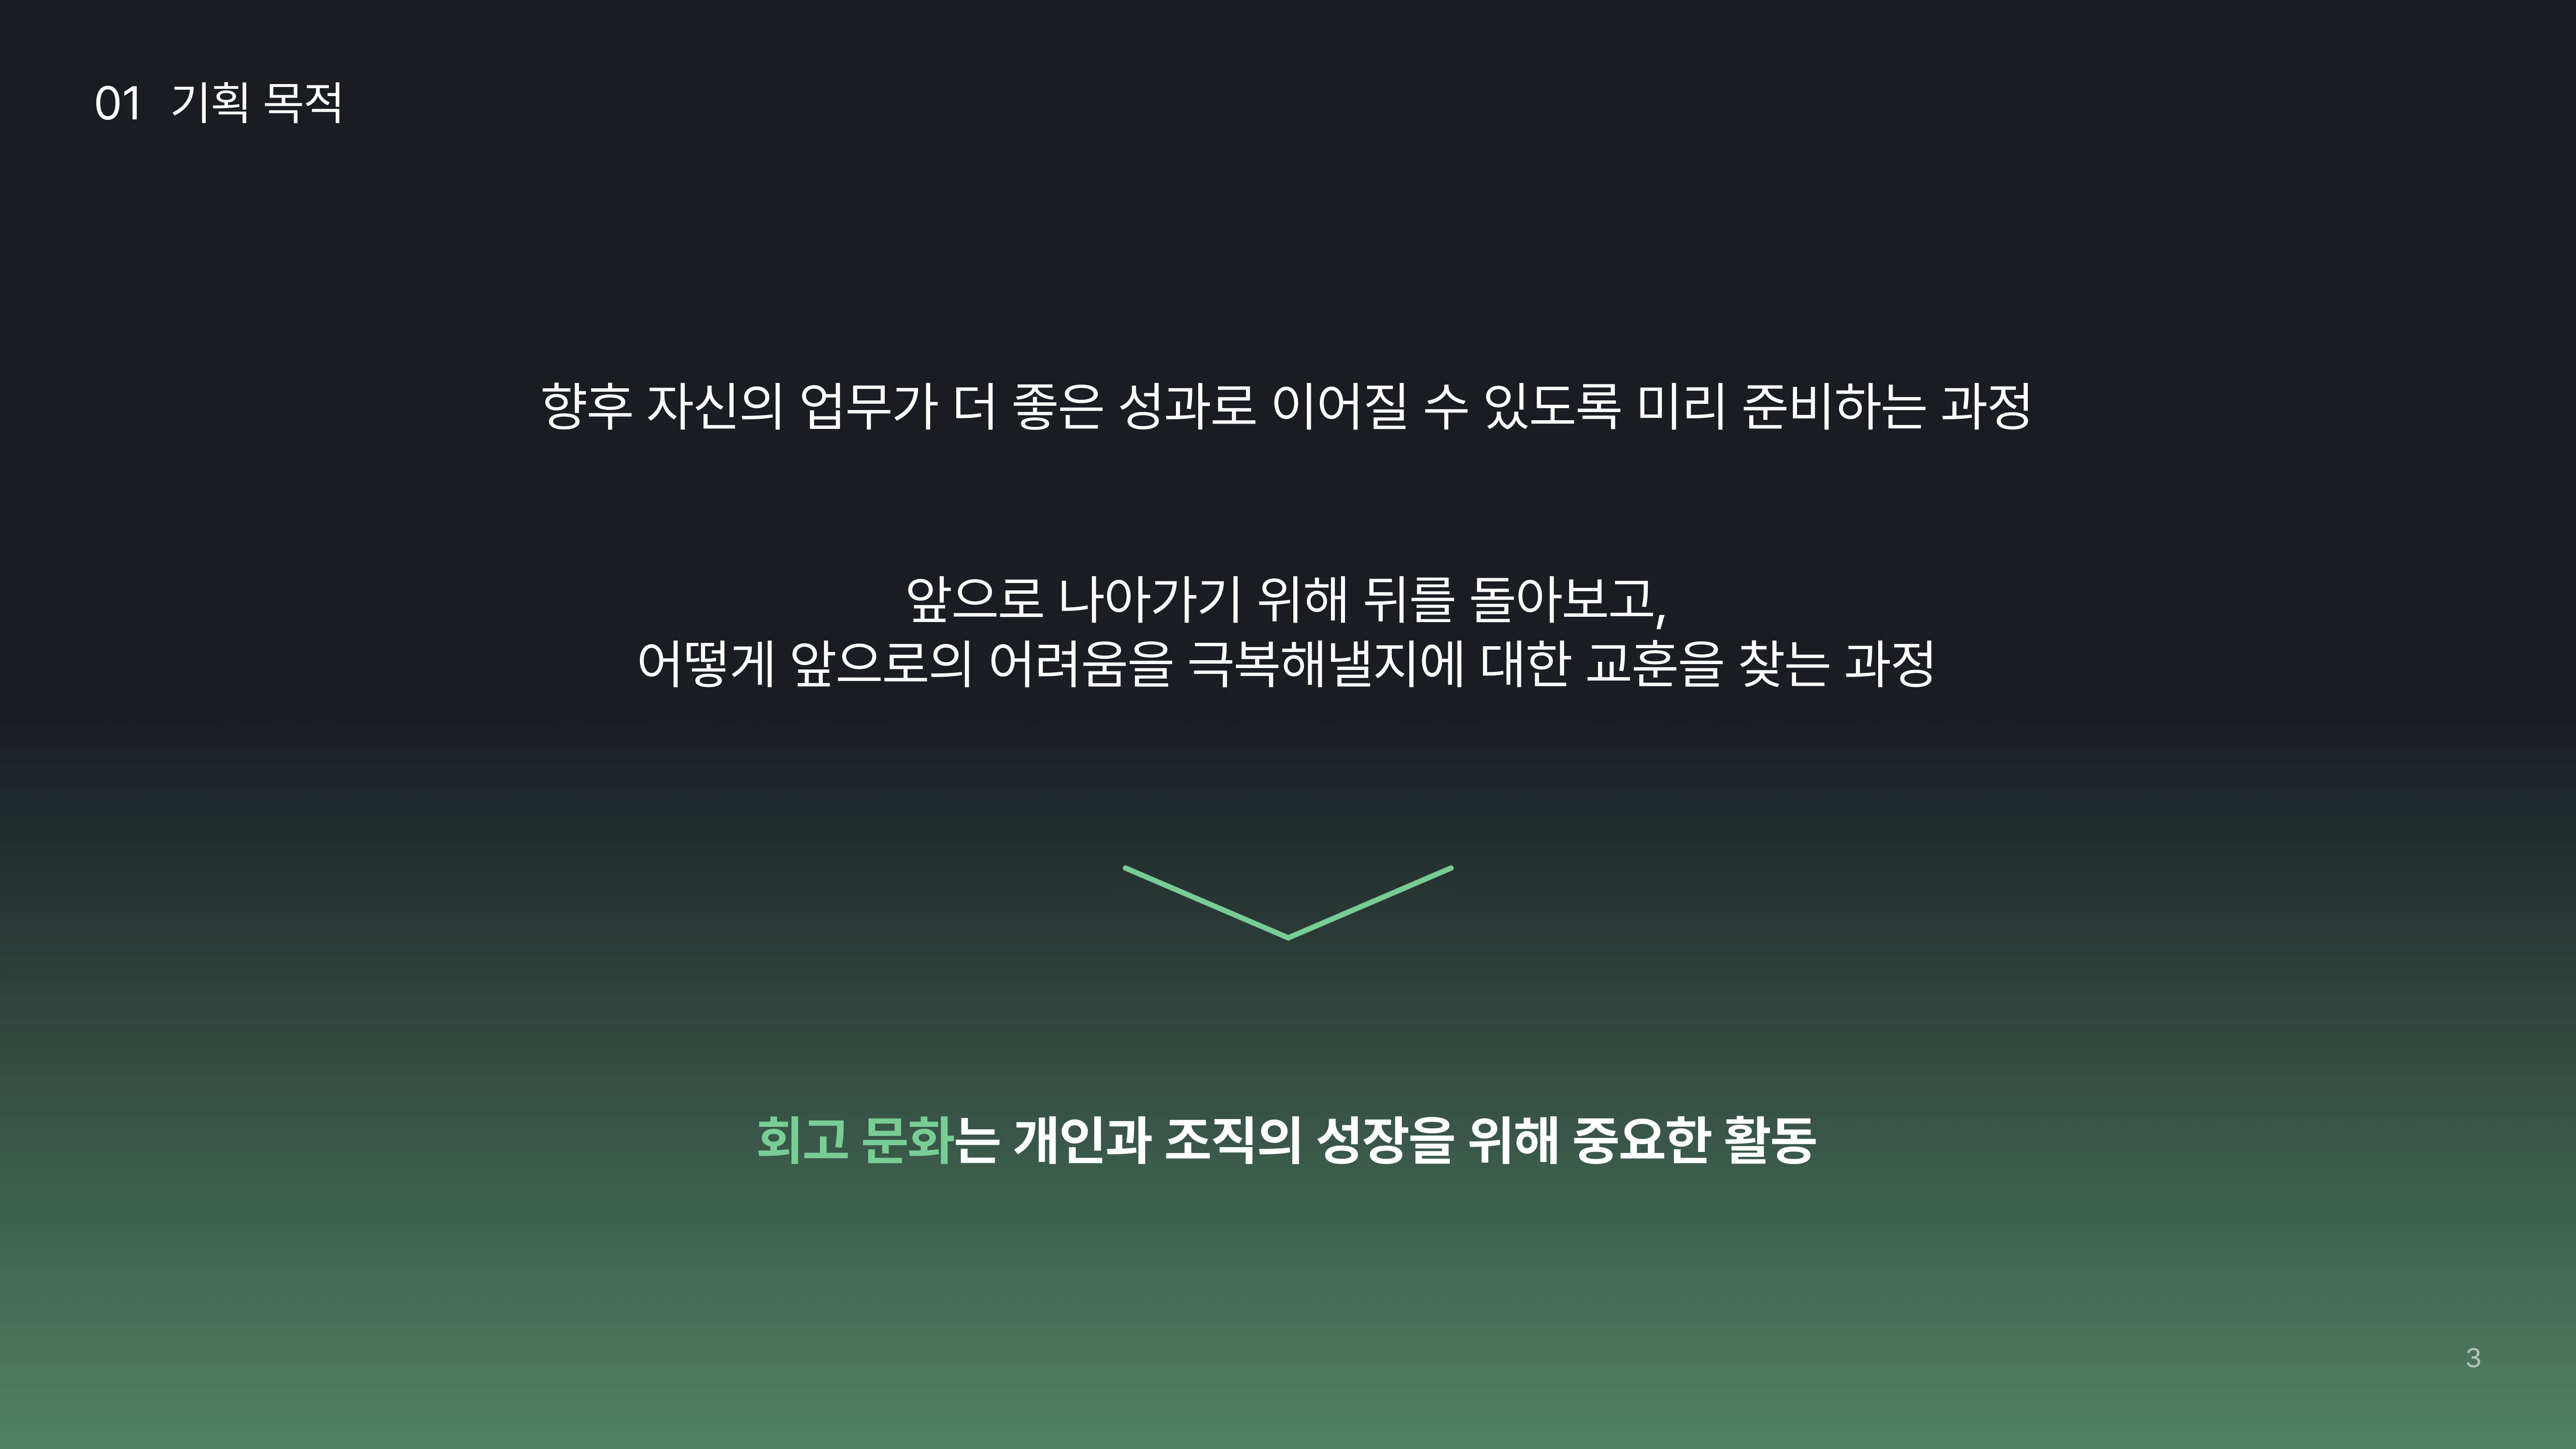 01 기획 목적
향후 자신의 업무가 더 좋은 성과로 이어질 수 있도록 미리 준비하는 과정
앞으로 나아가기 위해 뒤를 돌아보고,
어떻게 앞으로의 어려움을 극복해낼지에 대한 교훈을 찾는 과정
회고 문화는 개인과 조직의 성장을 위해 중요한 활동
3